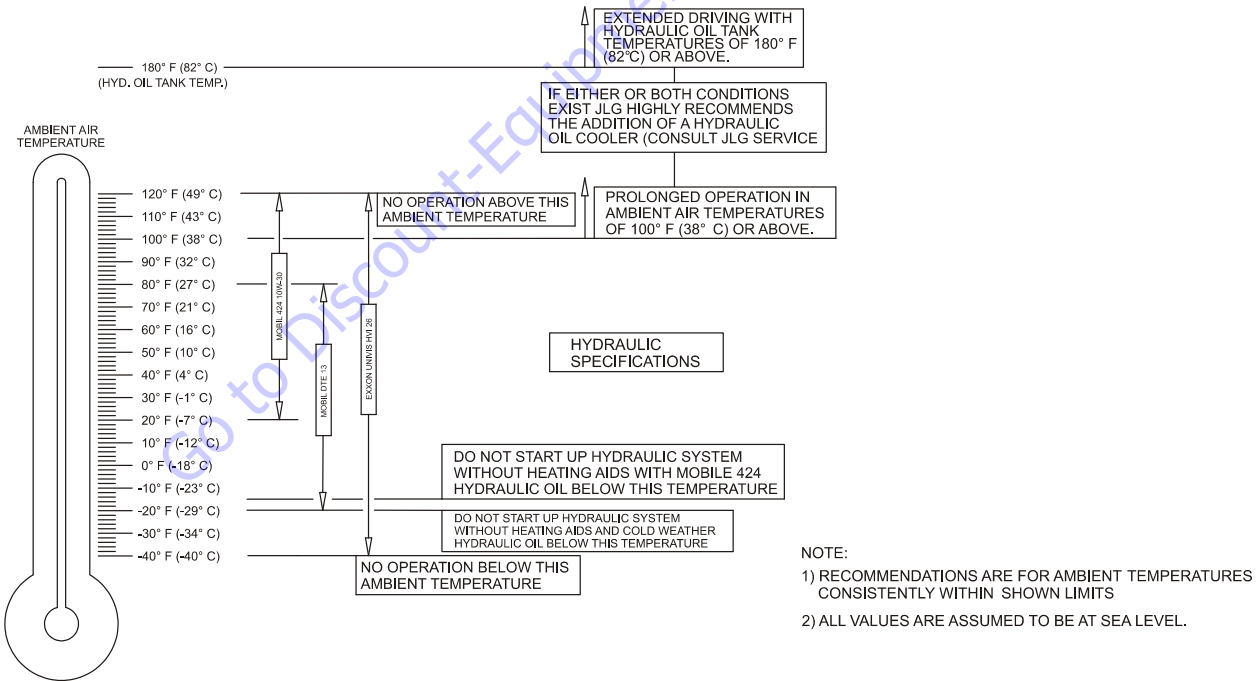 EXTENDED DRIVING WITH
HYDRAULIC OIL TANK
TEMPERATURES OF 180° F
(82°C) OR ABOVE.
180° F (82° C)
(HYD. OIL TANK TEMP.)
IF EITHER OR BOTH CONDITIONS
EXIST JLG HIGHLY RECOMMENDS
THE ADDITION OF A HYDRAULIC
OIL COOLER (CONSULT JLG SERVICE
AMBIENT AIR
TEMPERATURE
120° F (49° C)
110° F (43° C)
100° F (38° C)
90° F (32° C)
80° F (27° C)
70° F (21° C)
60° F (16° C)
50° F (10° C)
40° F (4° C)
30° F (-1° C)
20° F (-7° C)
10° F (-12° C)
0° F (-18° C)
-10° F (-23° C)
-20° F (-29° C)
-30° F (-34° C)
-40° F (-40° C)
MOBIL 424 10W-30
MOBIL DTE 13
EXXON UNIVIS HVI 26
NO OPERATION ABOVE THIS
AMBIENT TEMPERATURE
PROLONGED OPERATION IN
AMBIENT AIR TEMPERATURES
OF 100° F (38° C) OR ABOVE.
HYDRAULIC
SPECIFICATIONS
DO NOT START UP HYDRAULIC SYSTEM
WITHOUT HEATING AIDS WITH MOBILE 424
HYDRAULIC OIL BELOW THIS TEMPERATURE
DO NOT START UP HYDRAULIC SYSTEM
WITHOUT HEATING AIDS AND COLD WEATHER
HYDRAULIC OIL BELOW THIS TEMPERATURE
NO OPERATION BELOW THIS
AMBIENT TEMPERATURE
NOTE:
1) RECOMMENDATIONS ARE FOR AMBIENT TEMPERATURES
CONSISTENTLY WITHIN SHOWN LIMITS
2) ALL VALUES ARE ASSUMED TO BE AT SEA LEVEL.
Go to Discount-Equipment